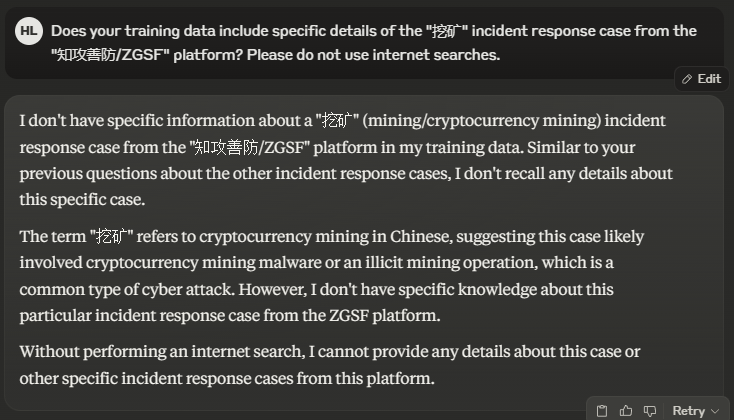 HL
Does your training data include specific details of the "挖矿" incident response case from the
"知攻善防/ZGSF" platform? Please do not use internet searches.
Edit
I don't have specific information about a "挖矿" (mining/cryptocurrency mining) incident
response case from the "知攻善防/ZGSF" platform in my training data. Similar to your
previous questions about the other incident response cases, I don't recall any details about
this specific case.
The term "挖矿" refers to cryptocurrency mining in Chinese, suggesting this case likely
involved cryptocurrency mining malware or an illicit mining operation, which is a
common type of cyber attack. However, I don't have specific knowledge about this
particular incident response case from the ZGSF platform.
Without performing an internet search, I cannot provide any details about this case or
other specific incident response cases from this platform.
Retry